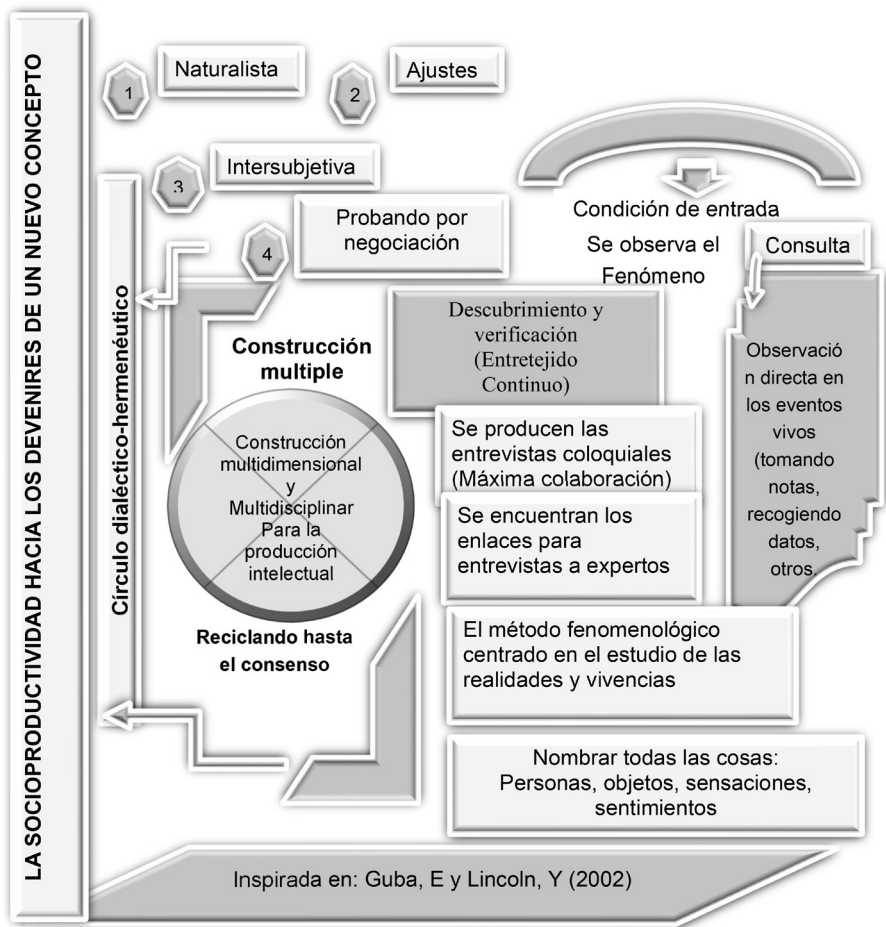 LA SOCIOPRODUCTIVIDAD HACIA LOS DEVENIRES DE UN NUEVO CONCEPTO
1
Naturalista
2
Ajustes
3
Intersubjetiva
4
Probando por
negociación
Círculo dialéctico-hermenéutico
Condición de entrada
Se observa el
Fenómeno
Consulta
Construcción
multiple
Construcción
multidimensional
y
Multidisciplinar
Para la
producción
intelectual
Reciclando hasta
el consenso
Descubrimiento y
verificación
(Entretejido
Continuo)
Se producen las
entrevistas coloquiales
(Máxima colaboración)
Se encuentran los
enlaces para
entrevistas a expertos
El método fenomenológico
centrado en el estudio de las
realidades y vivencias
Nombrar todas las cosas:
Personas, objetos, sensaciones,
sentimientos
Observació
n directa en
los eventos
vivos
(tomando
notas,
recogiendo
datos,
otros.
Inspirada en: Guba, E y Lincoln, Y (2002)